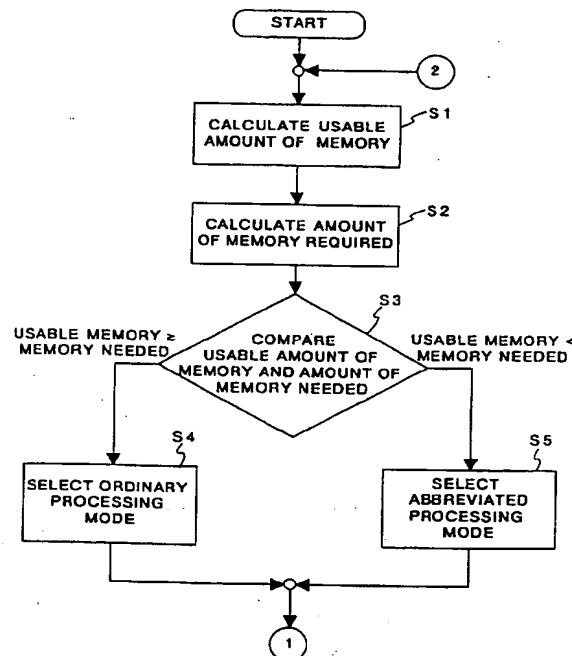 START
2
S1
CALCULATE USABLE
AMOUNT OF MEMORY
S2
CALCULATE AMOUNT
OF MEMORY REQUIRED
S3
USABLE MEMORY ≥
MEMORY NEEDED
COMPARE
USABLE AMOUNT OF
MEMORY AND AMOUNT OF
MEMORY NEEDED
USABLE MEMORY <
MEMORY NEEDED
S4
SELECT ORDINARY
PROCESSING
MODE
S5
SELECT
ABBREVIATED
PROCESSING
MODE
1